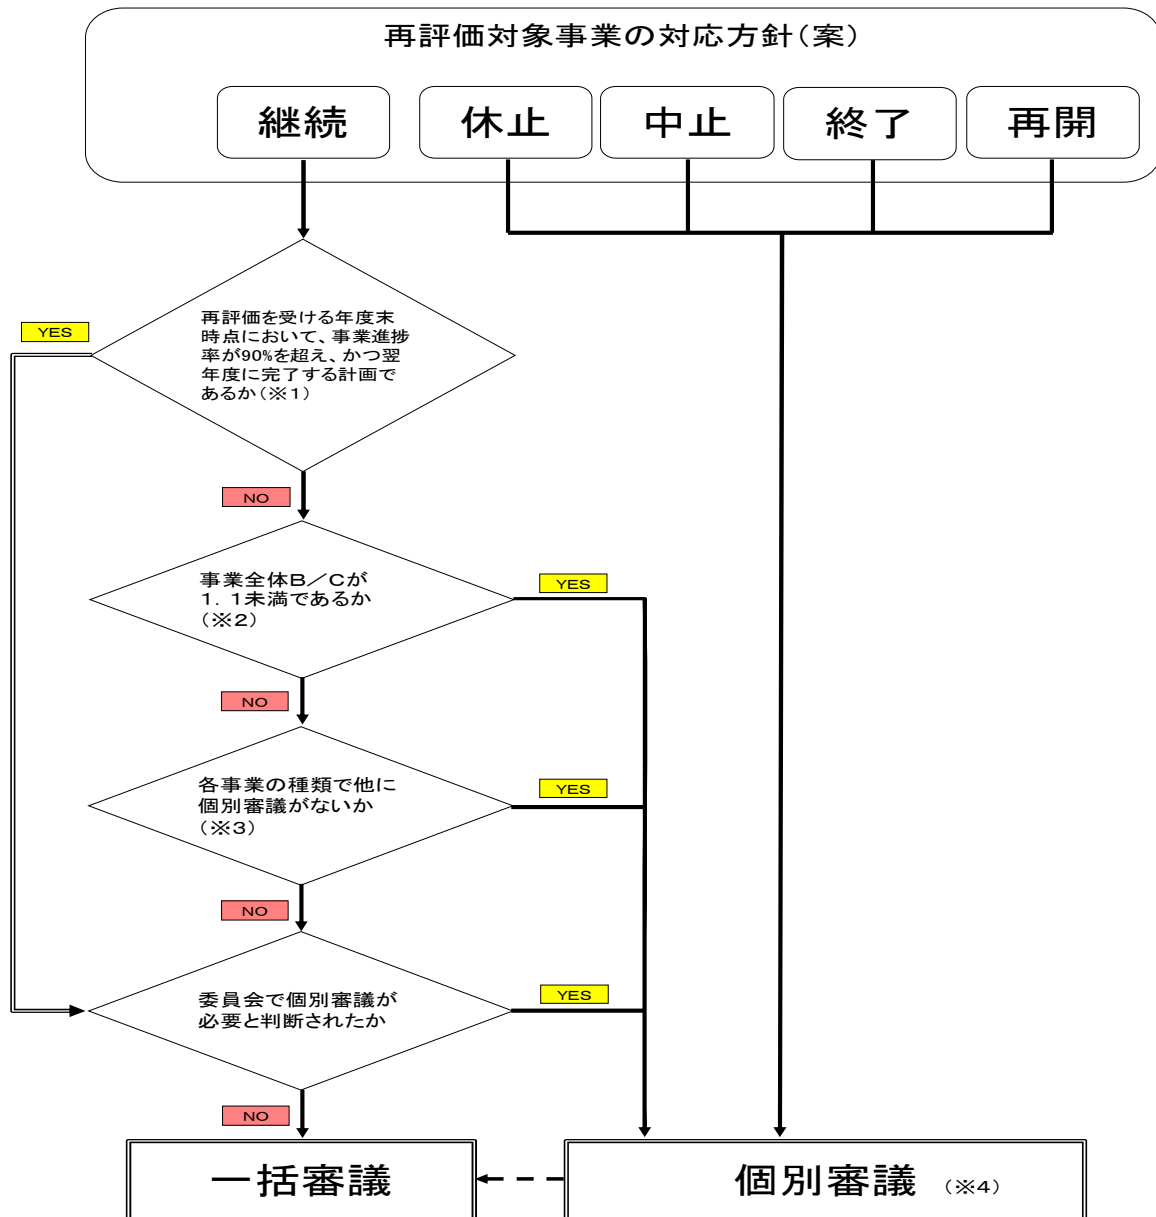 再評価対象事業の対応方針(案)
継続
休止
中止
終了
再開
再評価を受ける年度末
時点において、事業進捗
率が90%を超え、かつ翌
年度に完了する計画で
あるか(※1)
YES
NO
事業全体B/Cが
1.1未満であるか
(※2)
YES
NO
各事業の種類で他に
個別審議がないか
(※3)
YES
NO
委員会で個別審議が
必要と判断されたか
YES
NO
一括審議
個別審議 (※4)